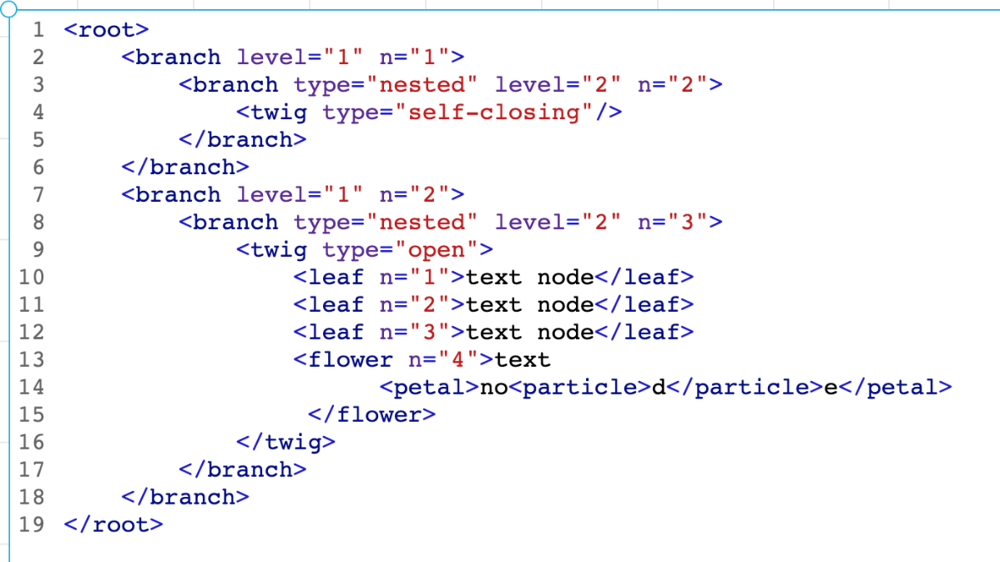 1 <root>
2     <branch level="1" n="1">
3         <branch type="nested" level="2" n="2">
4             <twig type="self-closing"/>
5         </branch>
6     </branch>
7     <branch level="1" n="2">
8         <branch type="nested" level="2" n="3">
9             <twig type="open">
10                 <leaf n="1">text node</leaf>
11                 <leaf n="2">text node</leaf>
12                 <leaf n="3">text node</leaf>
13                 <flower n="4">text
14                       <petal>no<particle>d</particle>e</petal>
15                  </flower>
16             </twig>
17         </branch>
18     </branch>
19 </root>